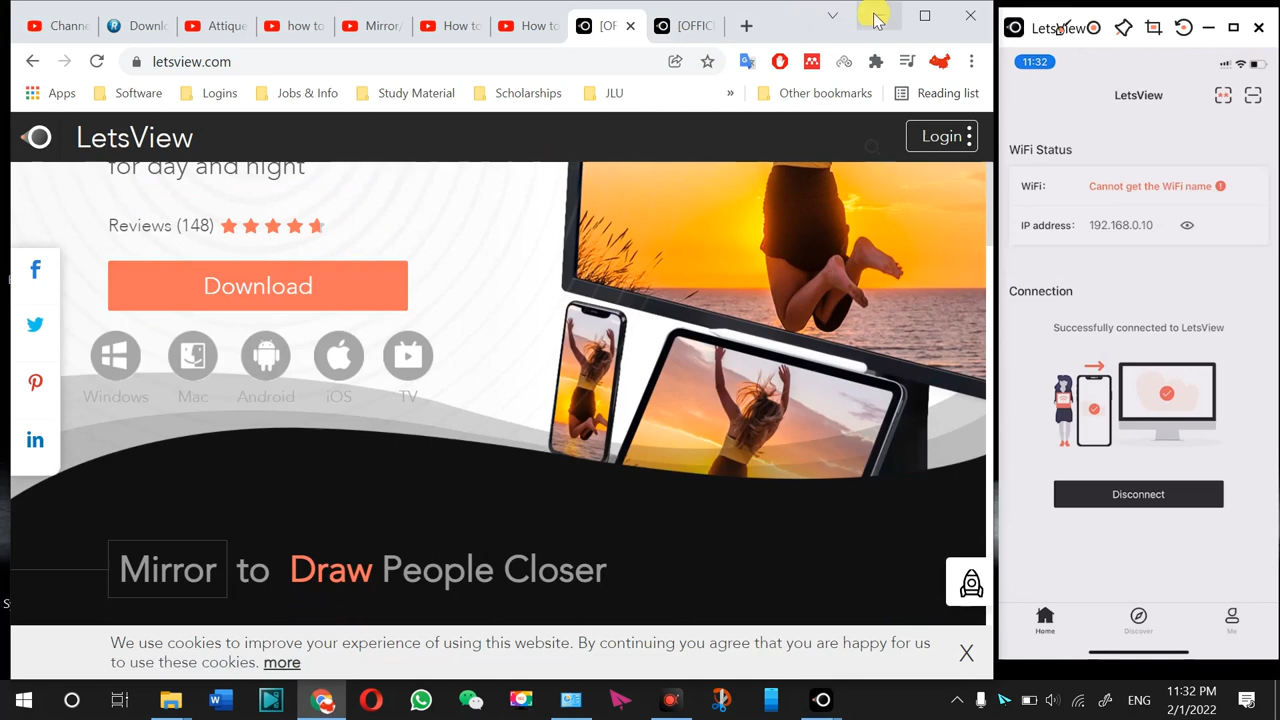 Chann
Downl
Attique
how to
Mirror/
How to
How to
[OF
[OFFICI
letsview.com
Apps
Software
Logins
Jobs & Info
Study Material
Scholarships
JLU
»
Other bookmarks
Reading list
LetsView
Login
for day and night
Reviews (148)
Download
Windows
Mac
Android
iOS
TV
Mirror to Draw People Closer
We use cookies to improve your experience of using this website. By continuing you agree that you are happy for us
to use these cookies. more
X
LetsView
11:32
LetsView
WiFi Status
WiFi: Cannot get the WiFi name
IP address: 192.168.0.10
Connection
Successfully connected to LetsView
Disconnect
Home
Discover
Me
ENG
11:32 PM
2/1/2022